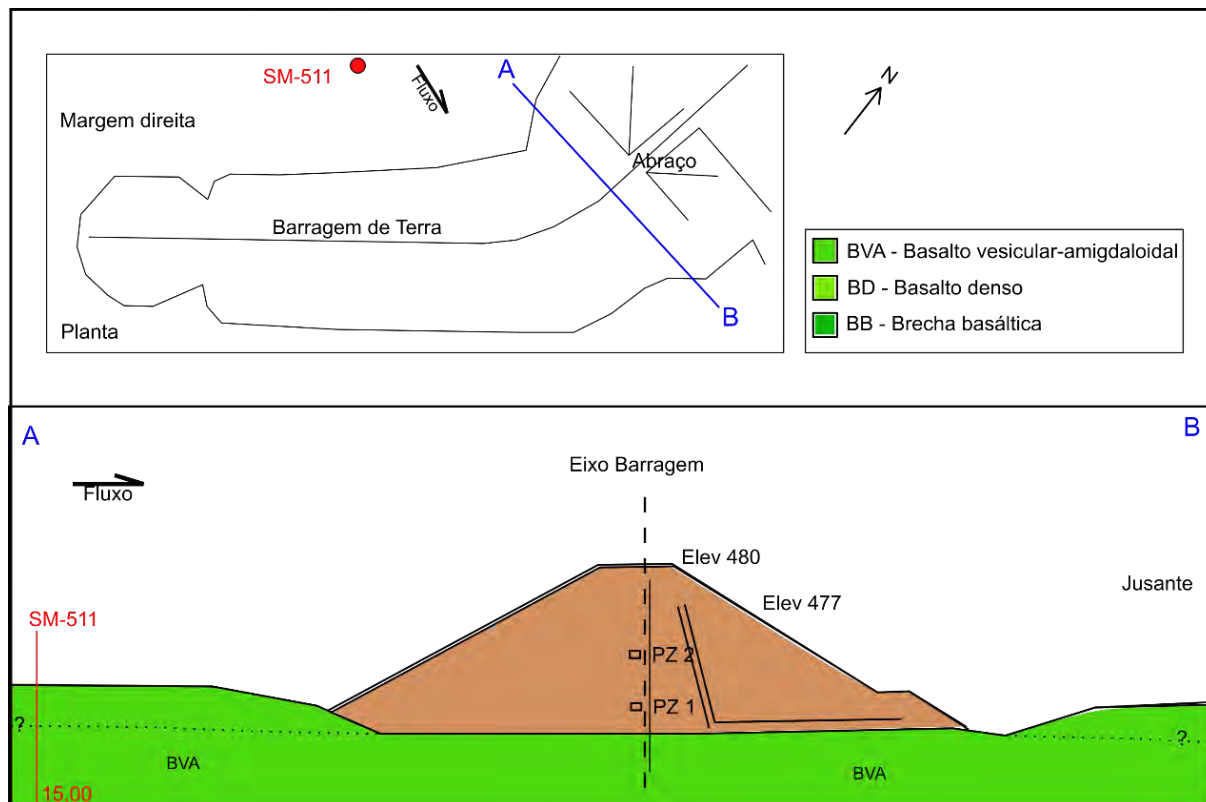 SM-511
Fluxo
A
N
Margem direita
Abraço
Barragem de Terra
B
Planta
BVA - Basalto vesicular-amigdaloidal
BD - Basalto denso
BB - Brecha basáltica
A
B
Fluxo
Eixo Barragem
Elev 480
Elev 477
Jusante
SM-511
PZ 2
PZ 1
?
?
BVA
BVA
15,00